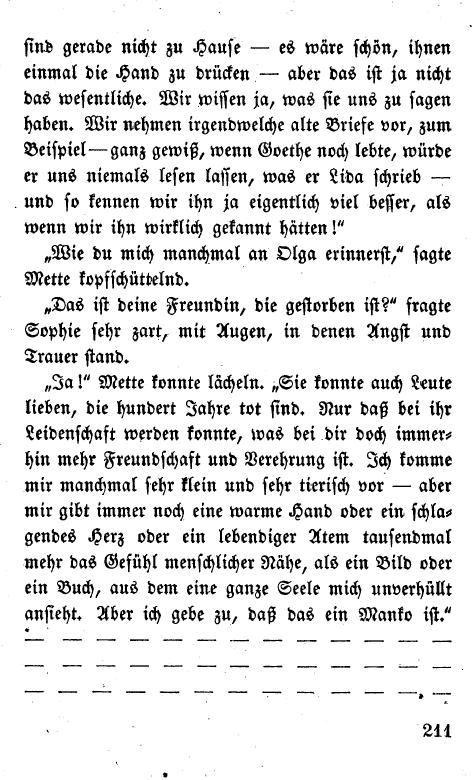 sind gerade nicht zu Hause — es wäre schön, ihnen
einmal die Hand zu drücken — aber das ist ja nicht
das wesentliche. Wir wissen ja, was sie uns zu sagen
haben. Wir nehmen irgendwelche alte Briefe vor, zum
Beispiel — ganz gewiß, wenn Goethe noch lebte, würde
er uns niemals lesen lassen, was er Lida schrieb —
und so kennen wir ihn ja eigentlich viel besser, als
wenn wir ihn wirklich gekannt hätten!“
„Wie du mich manchmal an Olga erinnerst,“ sagte
Mette kopfschüttelnd.
„Das ist deine Freundin, die gestorben ist?“ fragte
Sophie sehr zart, mit Augen, in denen Angst und
Trauer stand.
„Ja!“ Mette konnte lächeln. „Sie konnte auch Leute
lieben, die hundert Jahre tot sind. Nur daß bei ihr
Leidenschaft werden konnte, was bei dir doch immer-
hin mehr Freundschaft und Verehrung ist. Ich komme
mir manchmal sehr klein und sehr tierisch vor — aber
mir gibt immer noch eine warme Hand oder ein schla-
gendes Herz oder ein lebendiger Atem tausendmal
mehr das Gefühl menschlicher Nähe, als ein Bild oder
ein Buch, aus dem eine ganze Seele mich unverhüllt
ansieht. Aber ich gebe zu, daß das ein Manko ist.“
— — — — — — — — — — — — —
— — — — — — — — — — — — —
— — — — — — — — — — — — —
211